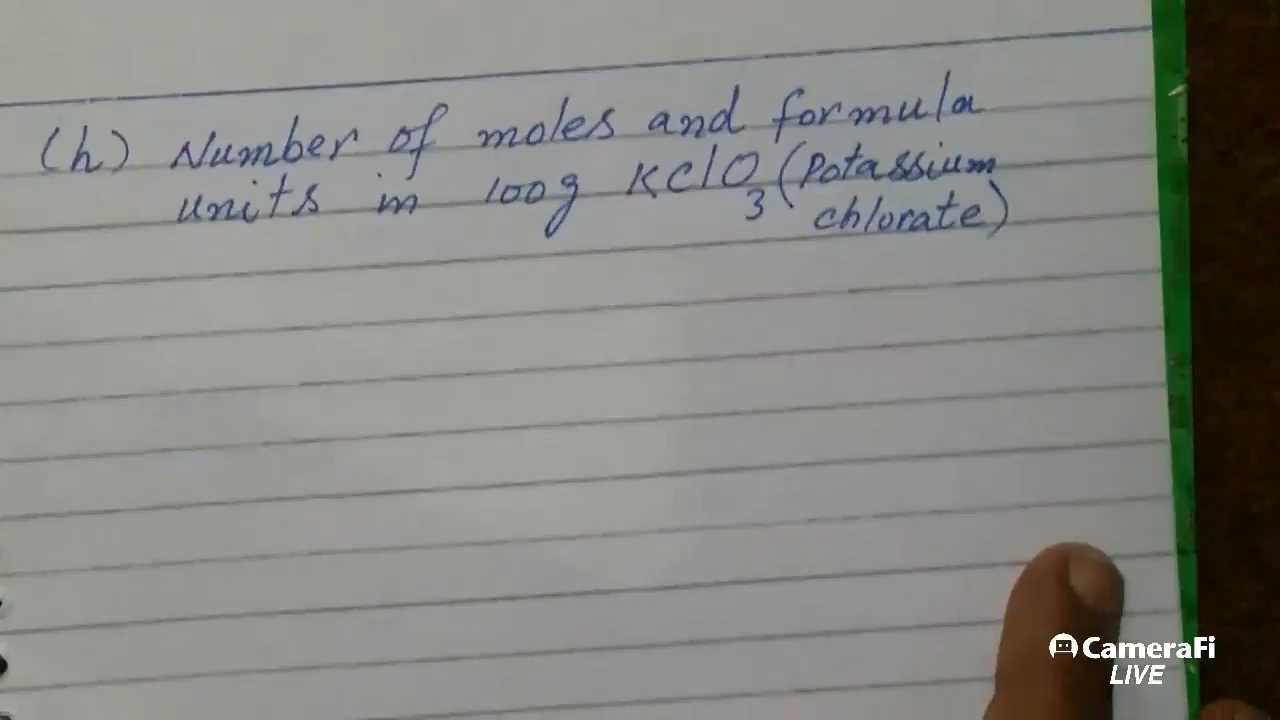 (h) Number of moles and formula
units in 100g KClO3 (Potassium
chlorate)
CameraFi
LIVE